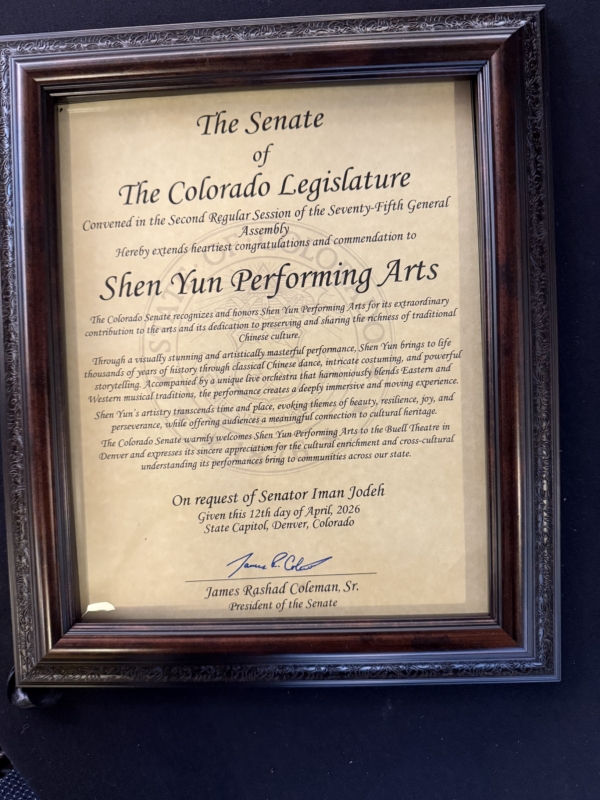 The Senate
of
The Colorado Legislature
Convened in the Second Regular Session of the Seventy-Fifth General
Assembly
Hereby extends heartiest congratulations and commendation to
Shen Yun Performing Arts
The Colorado Senate recognizes and honors Shen Yun Performing Arts for its extraordinary
contribution to the arts and its dedication to preserving and sharing the richness of traditional
Chinese culture.
Through a visually stunning and artistically masterful performance, Shen Yun brings to life
thousands of years of history through classical Chinese dance, intricate costuming, and powerful
storytelling. Accompanied by a unique live orchestra that harmoniously blends Eastern and
Western musical traditions, the performance creates a deeply immersive and moving experience.
Shen Yun's artistry transcends time and place, evoking themes of beauty, resilience, joy, and
perseverance, while offering audiences a meaningful connection to cultural heritage.
The Colorado Senate warmly welcomes Shen Yun Performing Arts to the Buell Theatre in
Denver and expresses its sincere appreciation for the cultural enrichment and cross-cultural
understanding its performances bring to communities across our state.
On request of Senator Iman Jodeh
Given this 12th day of April, 2026
State Capitol, Denver, Colorado
James Rashad Coleman, Sr.
President of the Senate